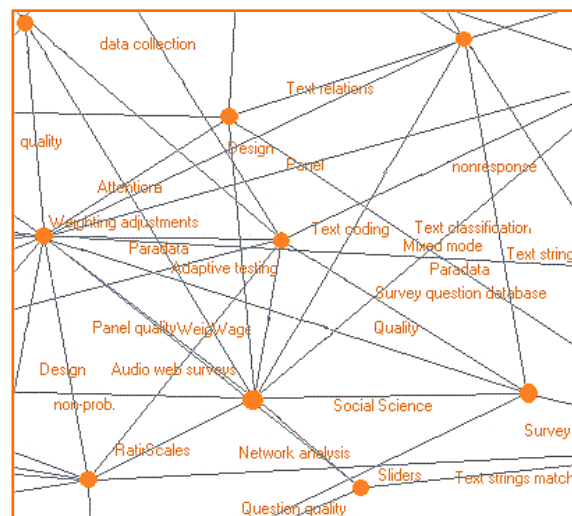 data collection
Text relations
quality
Design
Panel
nonresponse
Weighting adjustments
Text coding
Text classification
Paradata
Mixed mode
Text string
Adaptive testing
Paradata
Survey question database
Panel quality
Quality
Design
Audio web surveys
non-prob.
Social Science
Survey
Scales
Network analysis
Sliders
Text strings match
Question quality